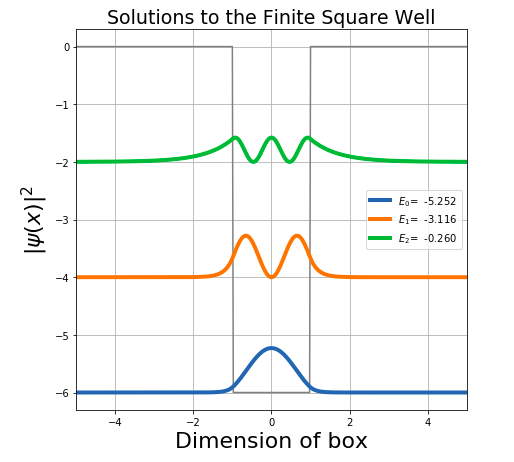 Solutions to the Finite Square Well
|ψ(x)|²
0
−1
−2
−3
−4
−5
−6
E₀= -5.252
E₁= -3.116
E₂= -0.260
−4
−2
0
2
4
Dimension of box